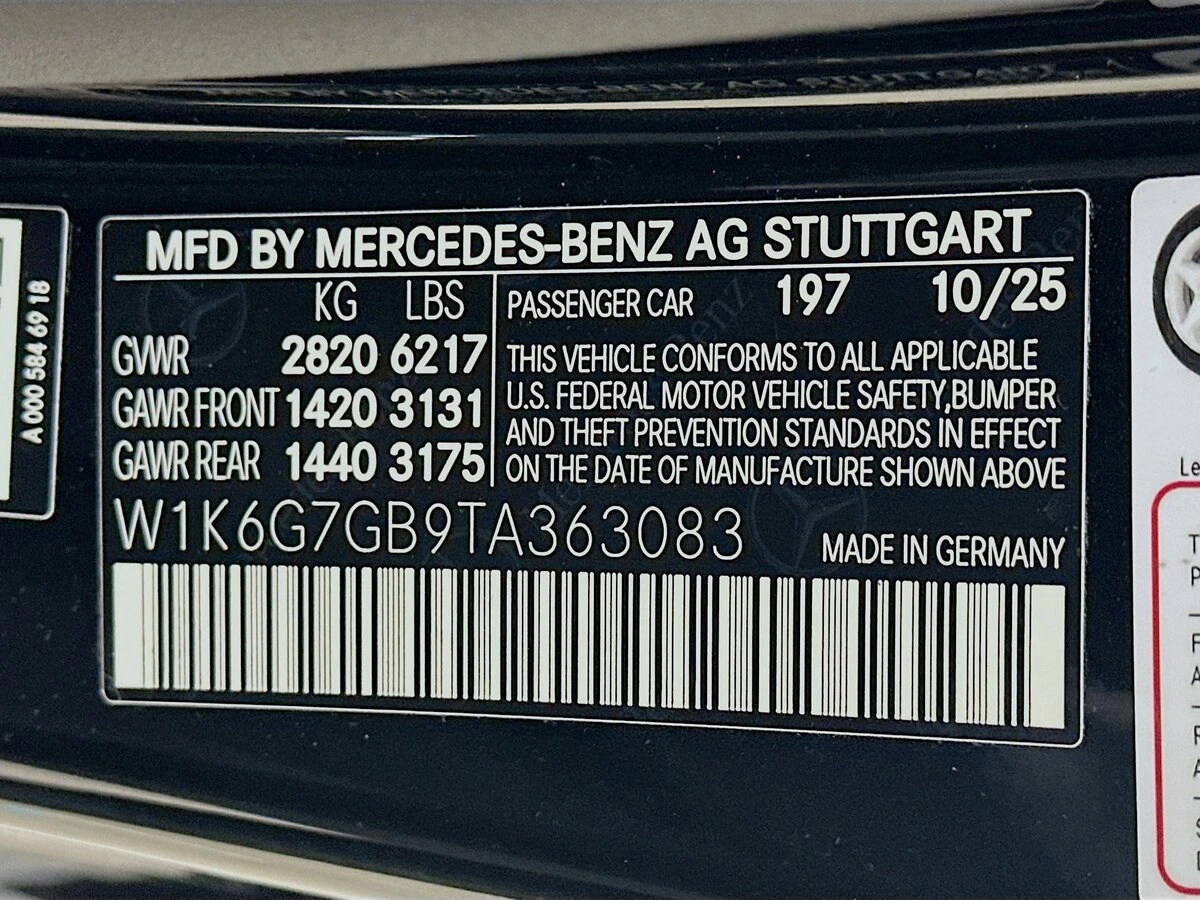 A 000 584 69 18
MFD BY MERCEDES-BENZ AG STUTTGART
KG LBS
GVWR 2820 6217
GAWR FRONT 1420 3131
GAWR REAR 1440 3175
PASSENGER CAR 197 10/25
THIS VEHICLE CONFORMS TO ALL APPLICABLE
U.S. FEDERAL MOTOR VEHICLE SAFETY,BUMPER
AND THEFT PREVENTION STANDARDS IN EFFECT
ON THE DATE OF MANUFACTURE SHOWN ABOVE
W1K6G7GB9TA363083
MADE IN GERMANY